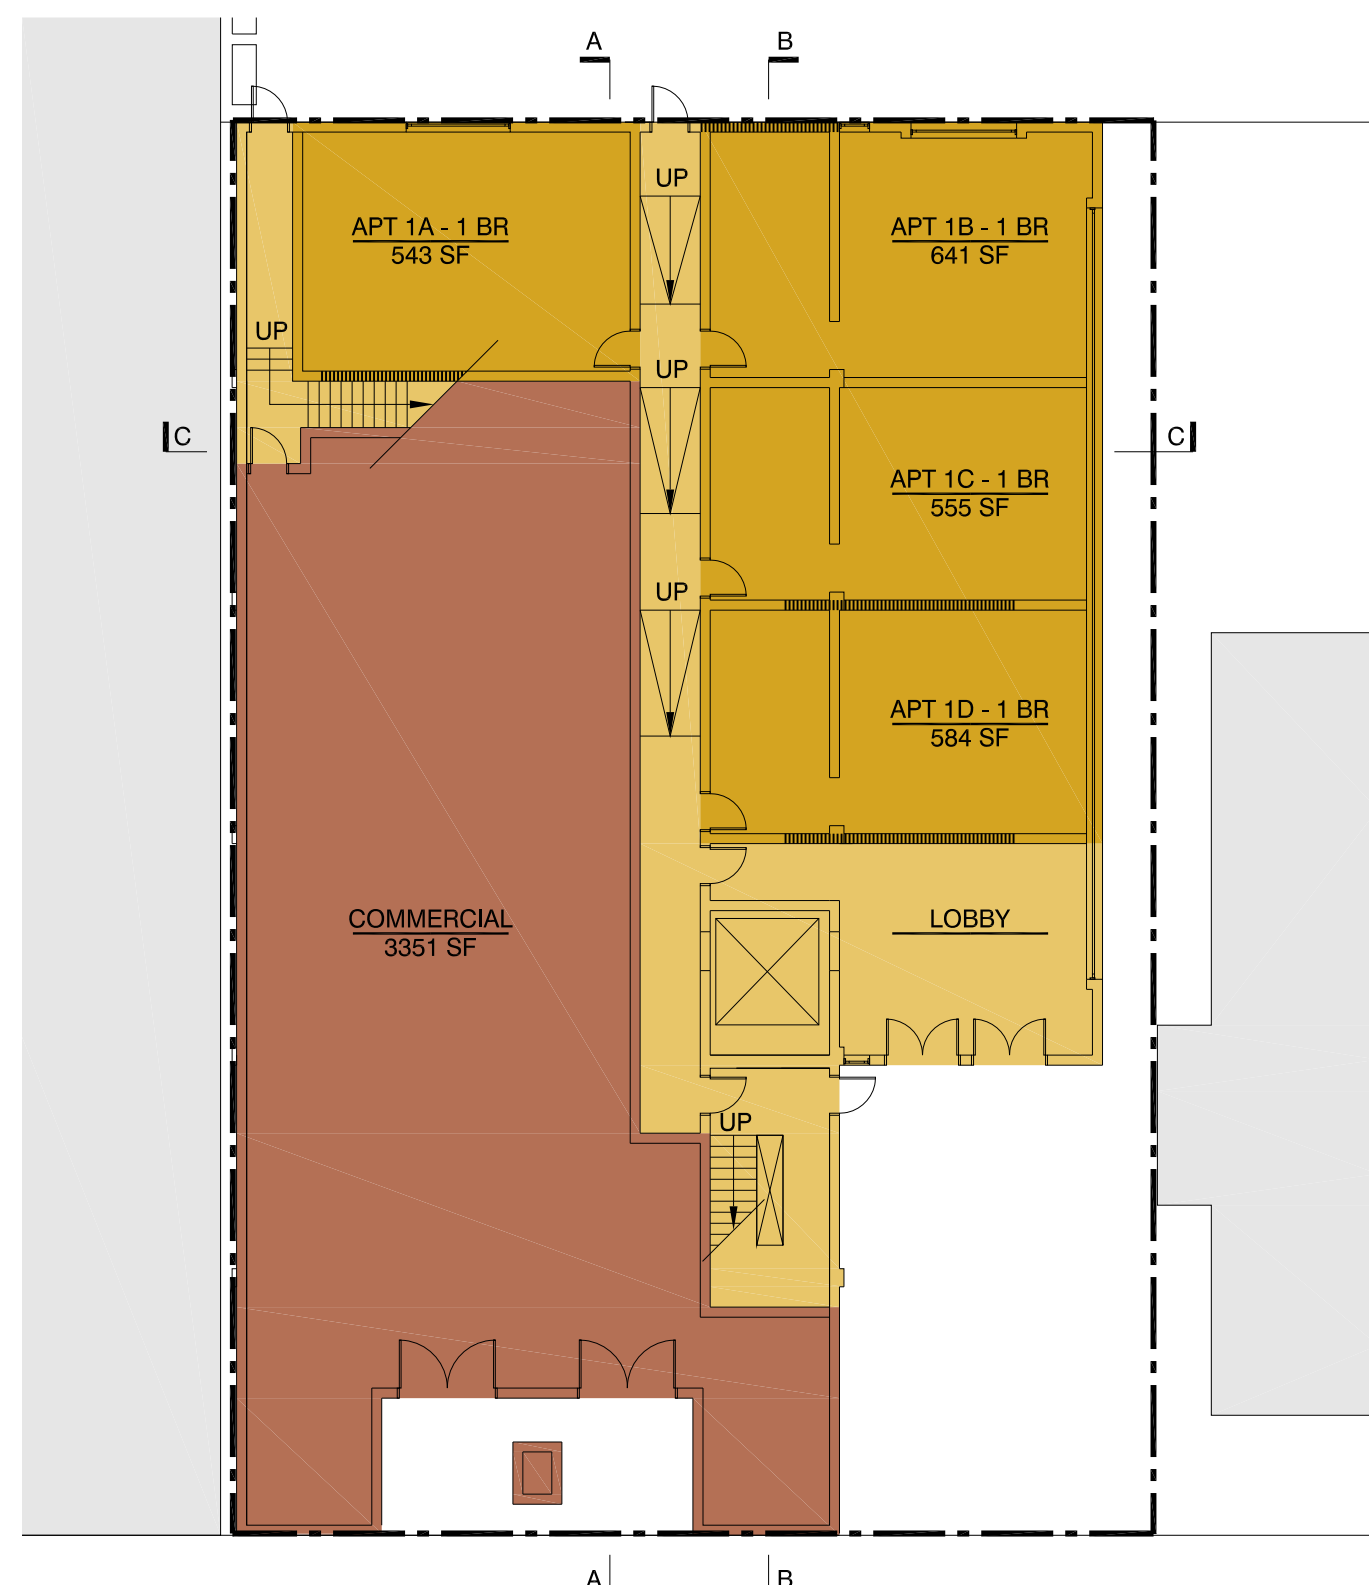 A
B
UP
APT 1A - 1 BR
543 SF
APT 1B - 1 BR
641 SF
UP
UP
C
C
APT 1C - 1 BR
555 SF
UP
APT 1D - 1 BR
584 SF
COMMERCIAL
3351 SF
LOBBY
UP
A
B